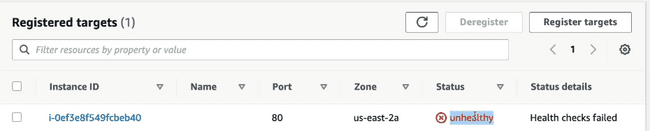 Registered targets (1)
Deregister
Register targets
Filter resources by property or value
1
Instance ID Name Port Zone Status Status details
i-0ef3e8f549fcbeb40 80 us-east-2a unhealthy Health checks failed